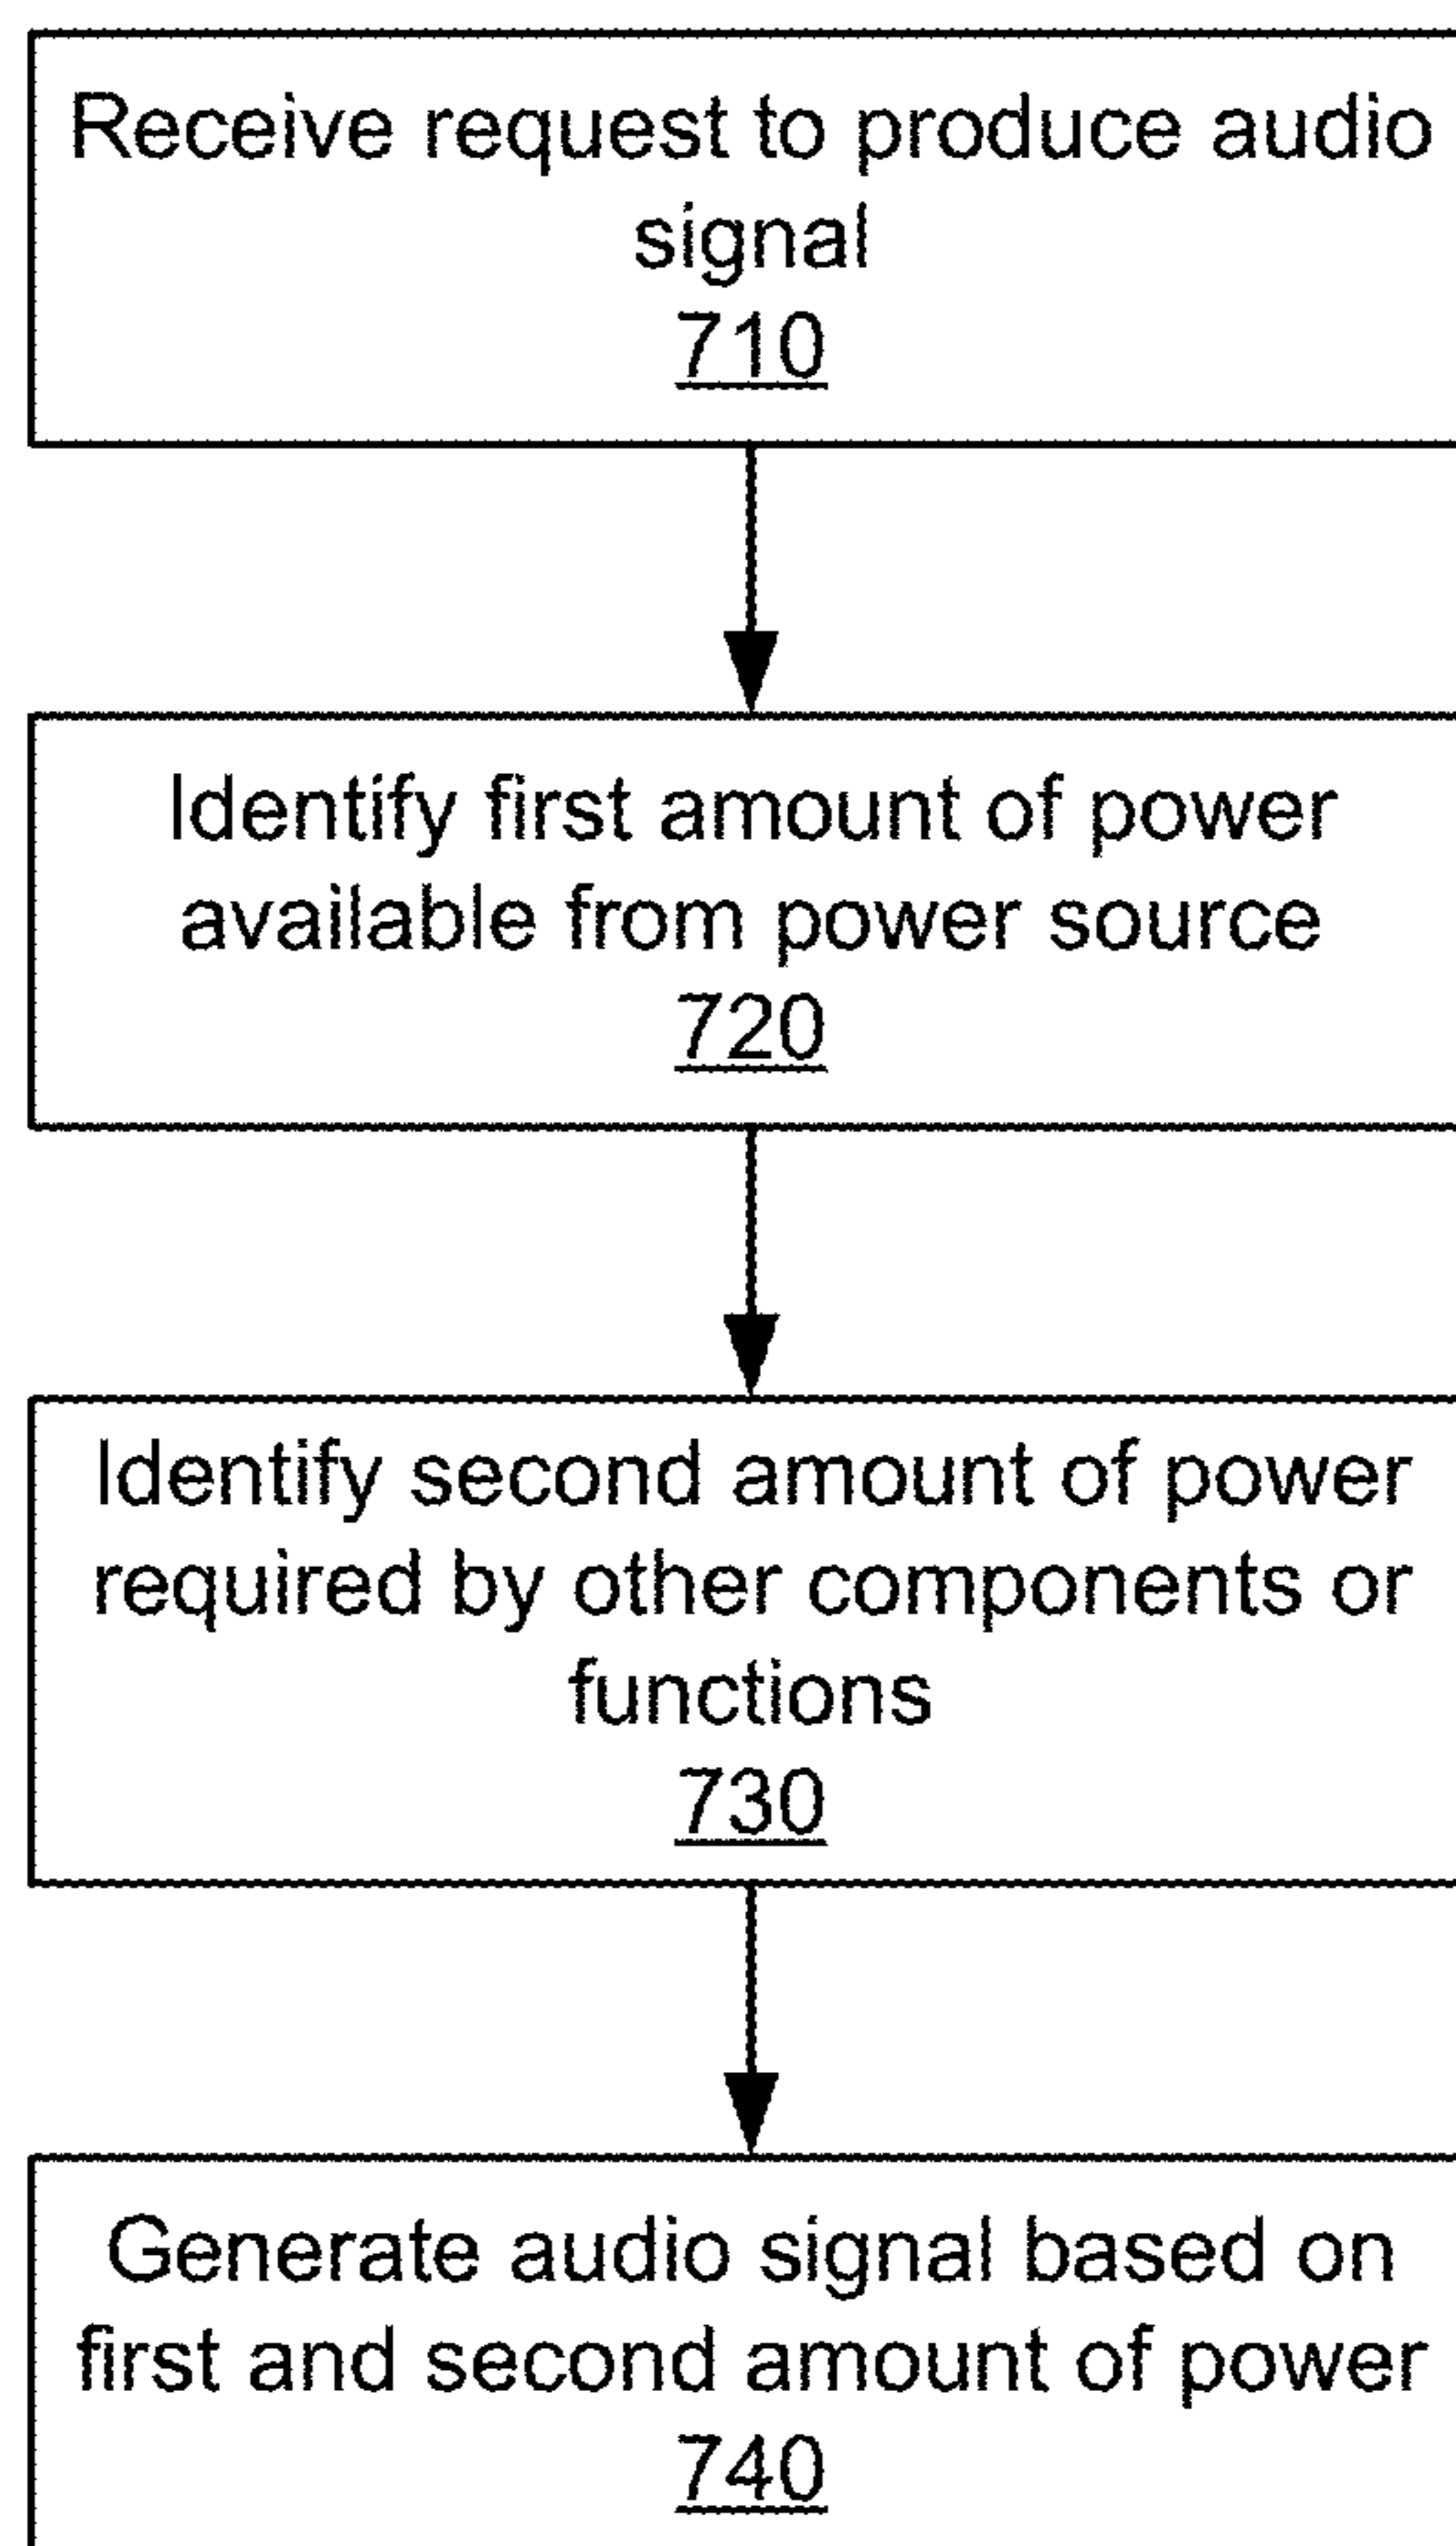 Receive request to produce audio
signal
710
Identify first amount of power
available from power source
720
Identify second amount of power
required by other components or
functions
730
Generate audio signal based on
first and second amount of power
740